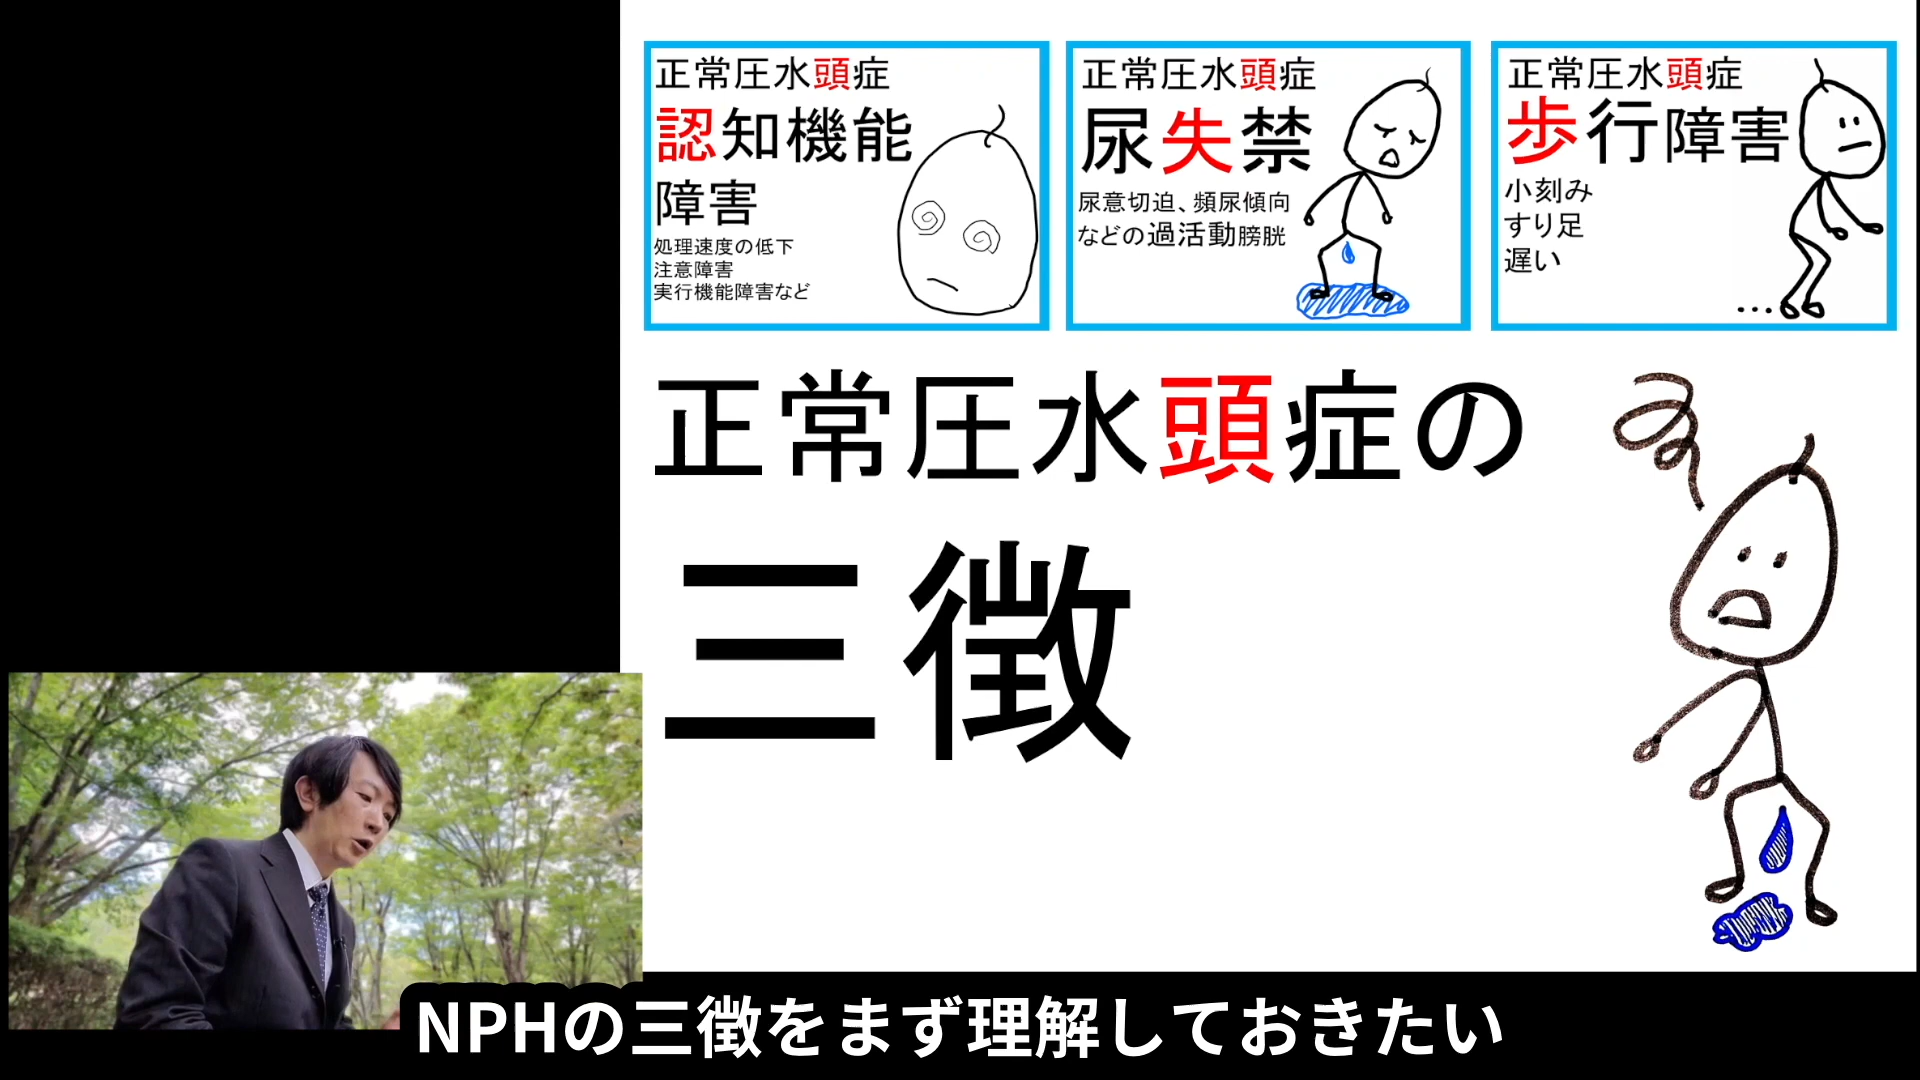 正常圧水頭症
認知機能
障害
処理速度の低下
注意障害
実行機能障害など
正常圧水頭症
尿失禁
尿意切迫、頻尿傾向
などの過活動膀胱
正常圧水頭症
歩行障害
小刻み
すり足
遅い
…
正常圧水頭症の
三徴
NPHの三徴をまず理解しておきたい